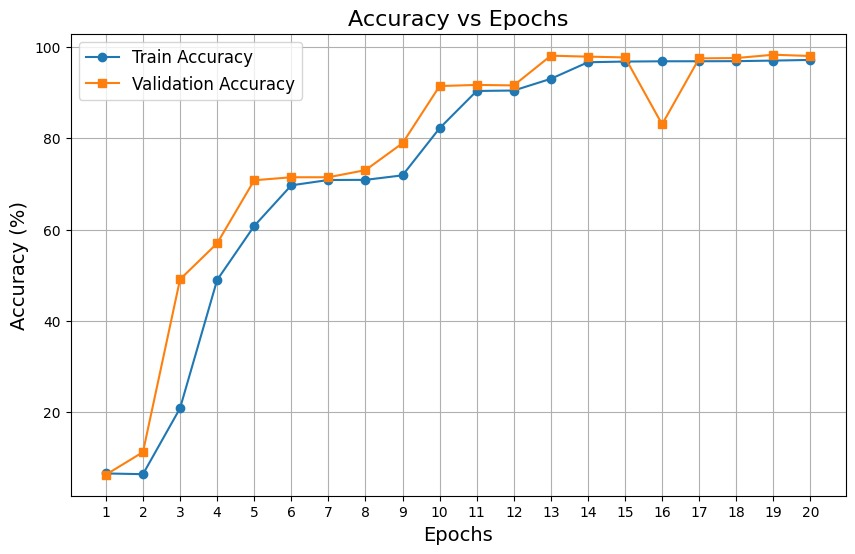 Accuracy vs Epochs
Train Accuracy
Validation Accuracy
100
80
60
40
20
Accuracy (%)
1 2 3 4 5 6 7 8 9 10 11 12 13 14 15 16 17 18 19 20
Epochs